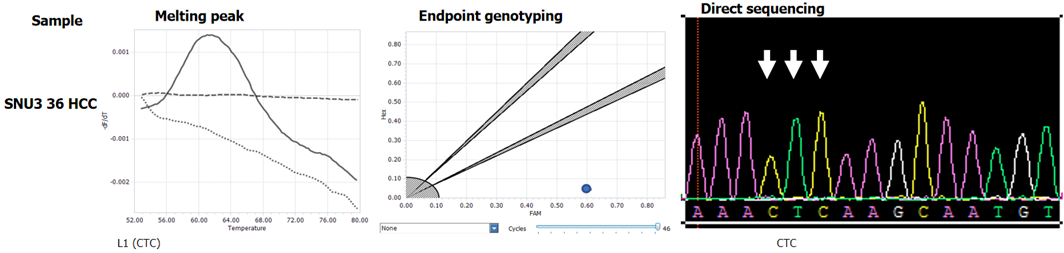 Sample
Melting peak
Endpoint genotyping
Direct sequencing
SNU3 36 HCC
-dF/dT
0.001
0.000
-0.001
-0.002
52.00 56.00 60.00 64.00 68.00 72.00 76.00 80.00
Temperature
L1 (CTC)
Hex
0.80
0.70
0.60
0.50
0.40
0.30
0.20
0.10
0.00
0.00 0.10 0.20 0.30 0.40 0.50 0.60 0.70 0.80
FAM
None
Cycles
46
A A A C T C A A G C A A T G T
CTC